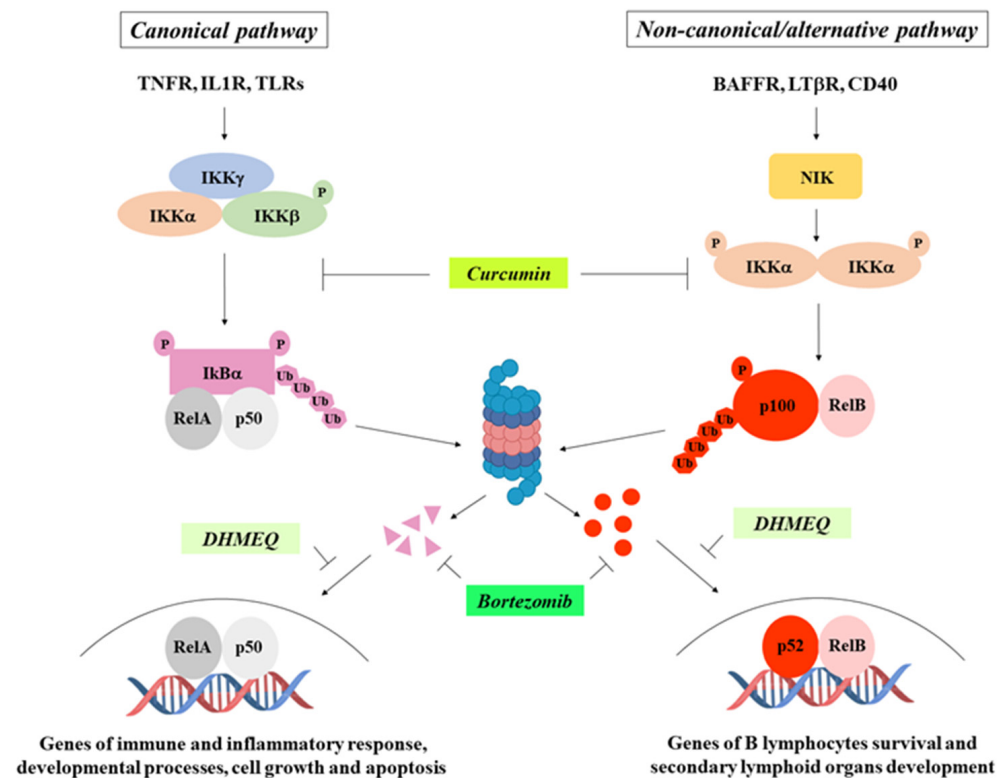 Canonical pathway
Non-canonical/alternative pathway
TNFR, IL1R, TLRs
BAFFR, LTβR, CD40
IKKγ
P
IKKα
IKKβ
NIK
P
P
IKKα
IKKα
Curcumin
P
P
IkBα
Ub
Ub
Ub
Ub
RelA
p50
P
p100
RelB
Ub
Ub
Ub
Ub
DHMEQ
DHMEQ
Bortezomib
RelA
p50
p52
RelB
Genes of immune and inflammatory response,
developmental processes, cell growth and apoptosis
Genes of B lymphocytes survival and
secondary lymphoid organs development